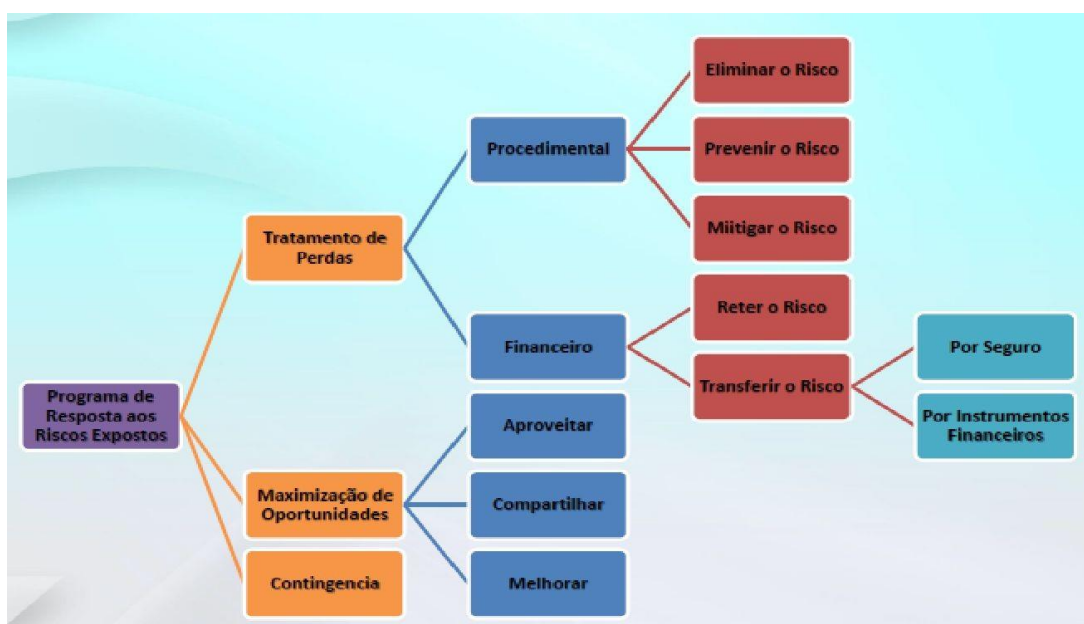 Programa de
Resposta aos
Riscos Expostos
Tratamento de
Perdas
Procedimental
Eliminar o Risco
Prevenir o Risco
Miitigar o Risco
Financeiro
Reter o Risco
Transferir o Risco
Por Seguro
Por Instrumentos
Financeiros
Maximização de
Oportunidades
Aproveitar
Compartilhar
Melhorar
Contingencia